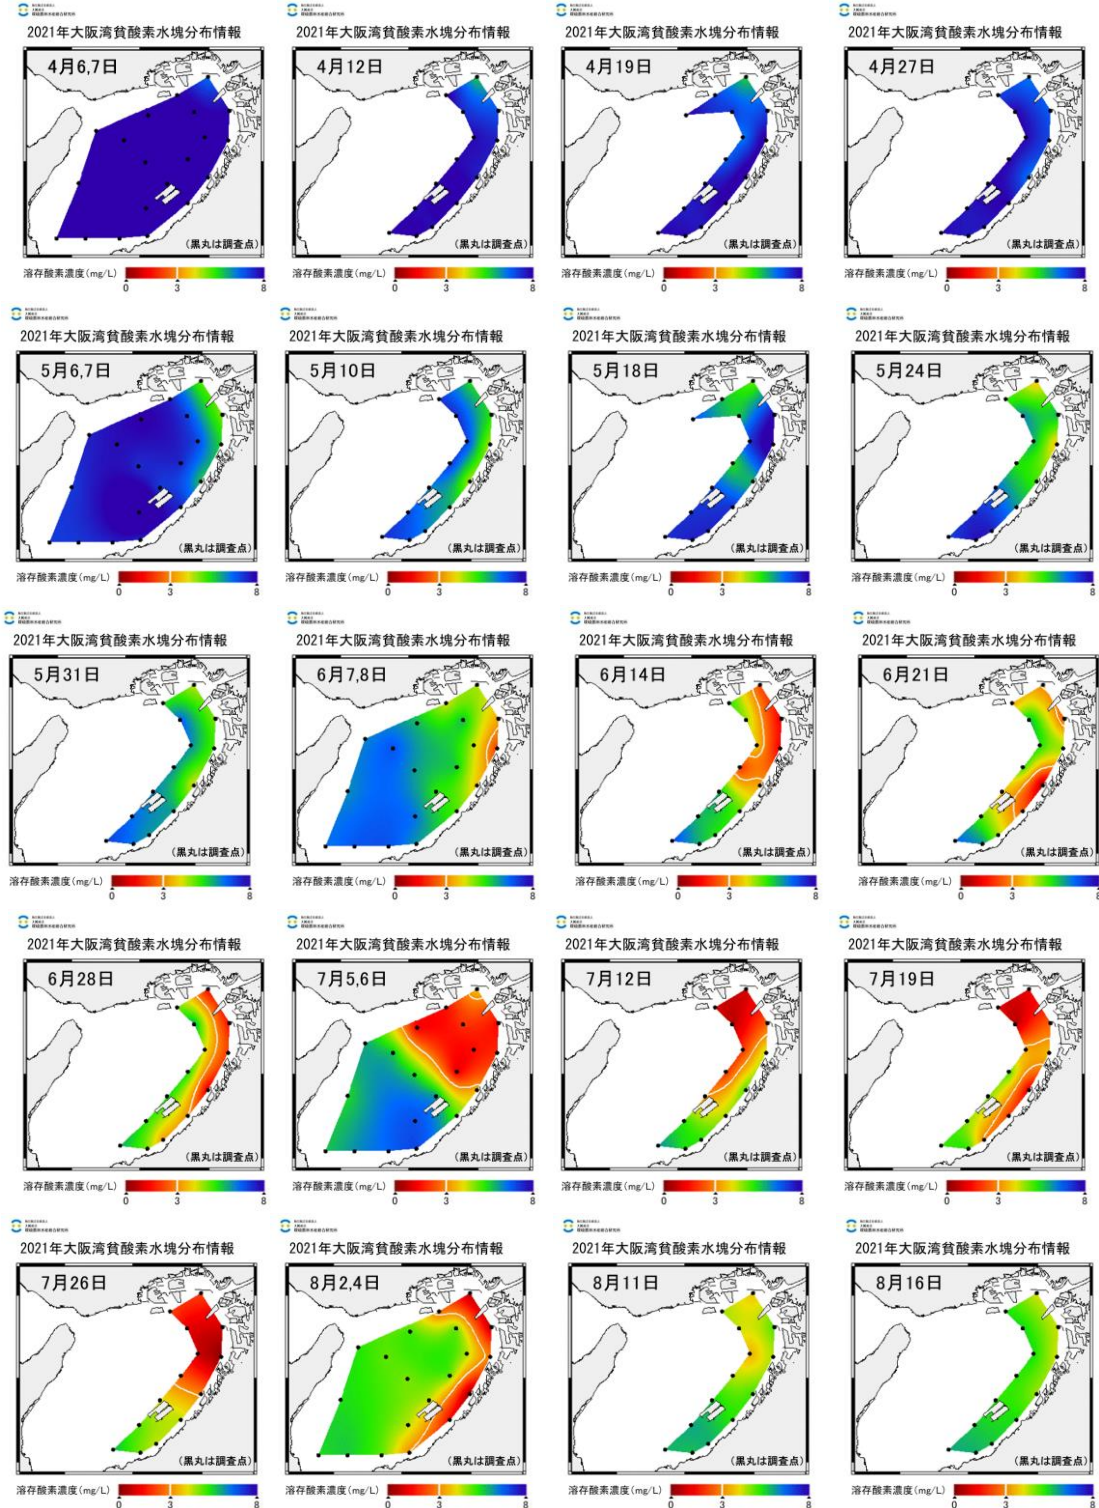 2021年大阪湾貧酸素水塊分布情報
4月6,7日
(黒丸は調査点)
溶存酸素濃度(mg/L)
0 3 8
2021年大阪湾貧酸素水塊分布情報
4月12日
(黒丸は調査点)
溶存酸素濃度(mg/L)
0 3 8
2021年大阪湾貧酸素水塊分布情報
4月19日
(黒丸は調査点)
溶存酸素濃度(mg/L)
0 3 8
2021年大阪湾貧酸素水塊分布情報
4月27日
(黒丸は調査点)
溶存酸素濃度(mg/L)
0 3 8
2021年大阪湾貧酸素水塊分布情報
5月6,7日
(黒丸は調査点)
溶存酸素濃度(mg/L)
0 3 8
2021年大阪湾貧酸素水塊分布情報
5月10日
(黒丸は調査点)
溶存酸素濃度(mg/L)
0 3 8
2021年大阪湾貧酸素水塊分布情報
5月18日
(黒丸は調査点)
溶存酸素濃度(mg/L)
0 3 8
2021年大阪湾貧酸素水塊分布情報
5月24日
(黒丸は調査点)
溶存酸素濃度(mg/L)
0 3 8
2021年大阪湾貧酸素水塊分布情報
5月31日
(黒丸は調査点)
溶存酸素濃度(mg/L)
0 3 8
2021年大阪湾貧酸素水塊分布情報
6月7,8日
(黒丸は調査点)
溶存酸素濃度(mg/L)
0 3 8
2021年大阪湾貧酸素水塊分布情報
6月14日
(黒丸は調査点)
溶存酸素濃度(mg/L)
0 3 8
2021年大阪湾貧酸素水塊分布情報
6月21日
(黒丸は調査点)
溶存酸素濃度(mg/L)
0 3 8
2021年大阪湾貧酸素水塊分布情報
6月28日
(黒丸は調査点)
溶存酸素濃度(mg/L)
0 3 8
2021年大阪湾貧酸素水塊分布情報
7月5,6日
(黒丸は調査点)
溶存酸素濃度(mg/L)
0 3 8
2021年大阪湾貧酸素水塊分布情報
7月12日
(黒丸は調査点)
溶存酸素濃度(mg/L)
0 3 8
2021年大阪湾貧酸素水塊分布情報
7月19日
(黒丸は調査点)
溶存酸素濃度(mg/L)
0 3 8
2021年大阪湾貧酸素水塊分布情報
7月26日
(黒丸は調査点)
溶存酸素濃度(mg/L)
0 3 8
2021年大阪湾貧酸素水塊分布情報
8月2,4日
(黒丸は調査点)
溶存酸素濃度(mg/L)
0 3 8
2021年大阪湾貧酸素水塊分布情報
8月11日
(黒丸は調査点)
溶存酸素濃度(mg/L)
0 3 8
2021年大阪湾貧酸素水塊分布情報
8月16日
(黒丸は調査点)
溶存酸素濃度(mg/L)
0 3 8